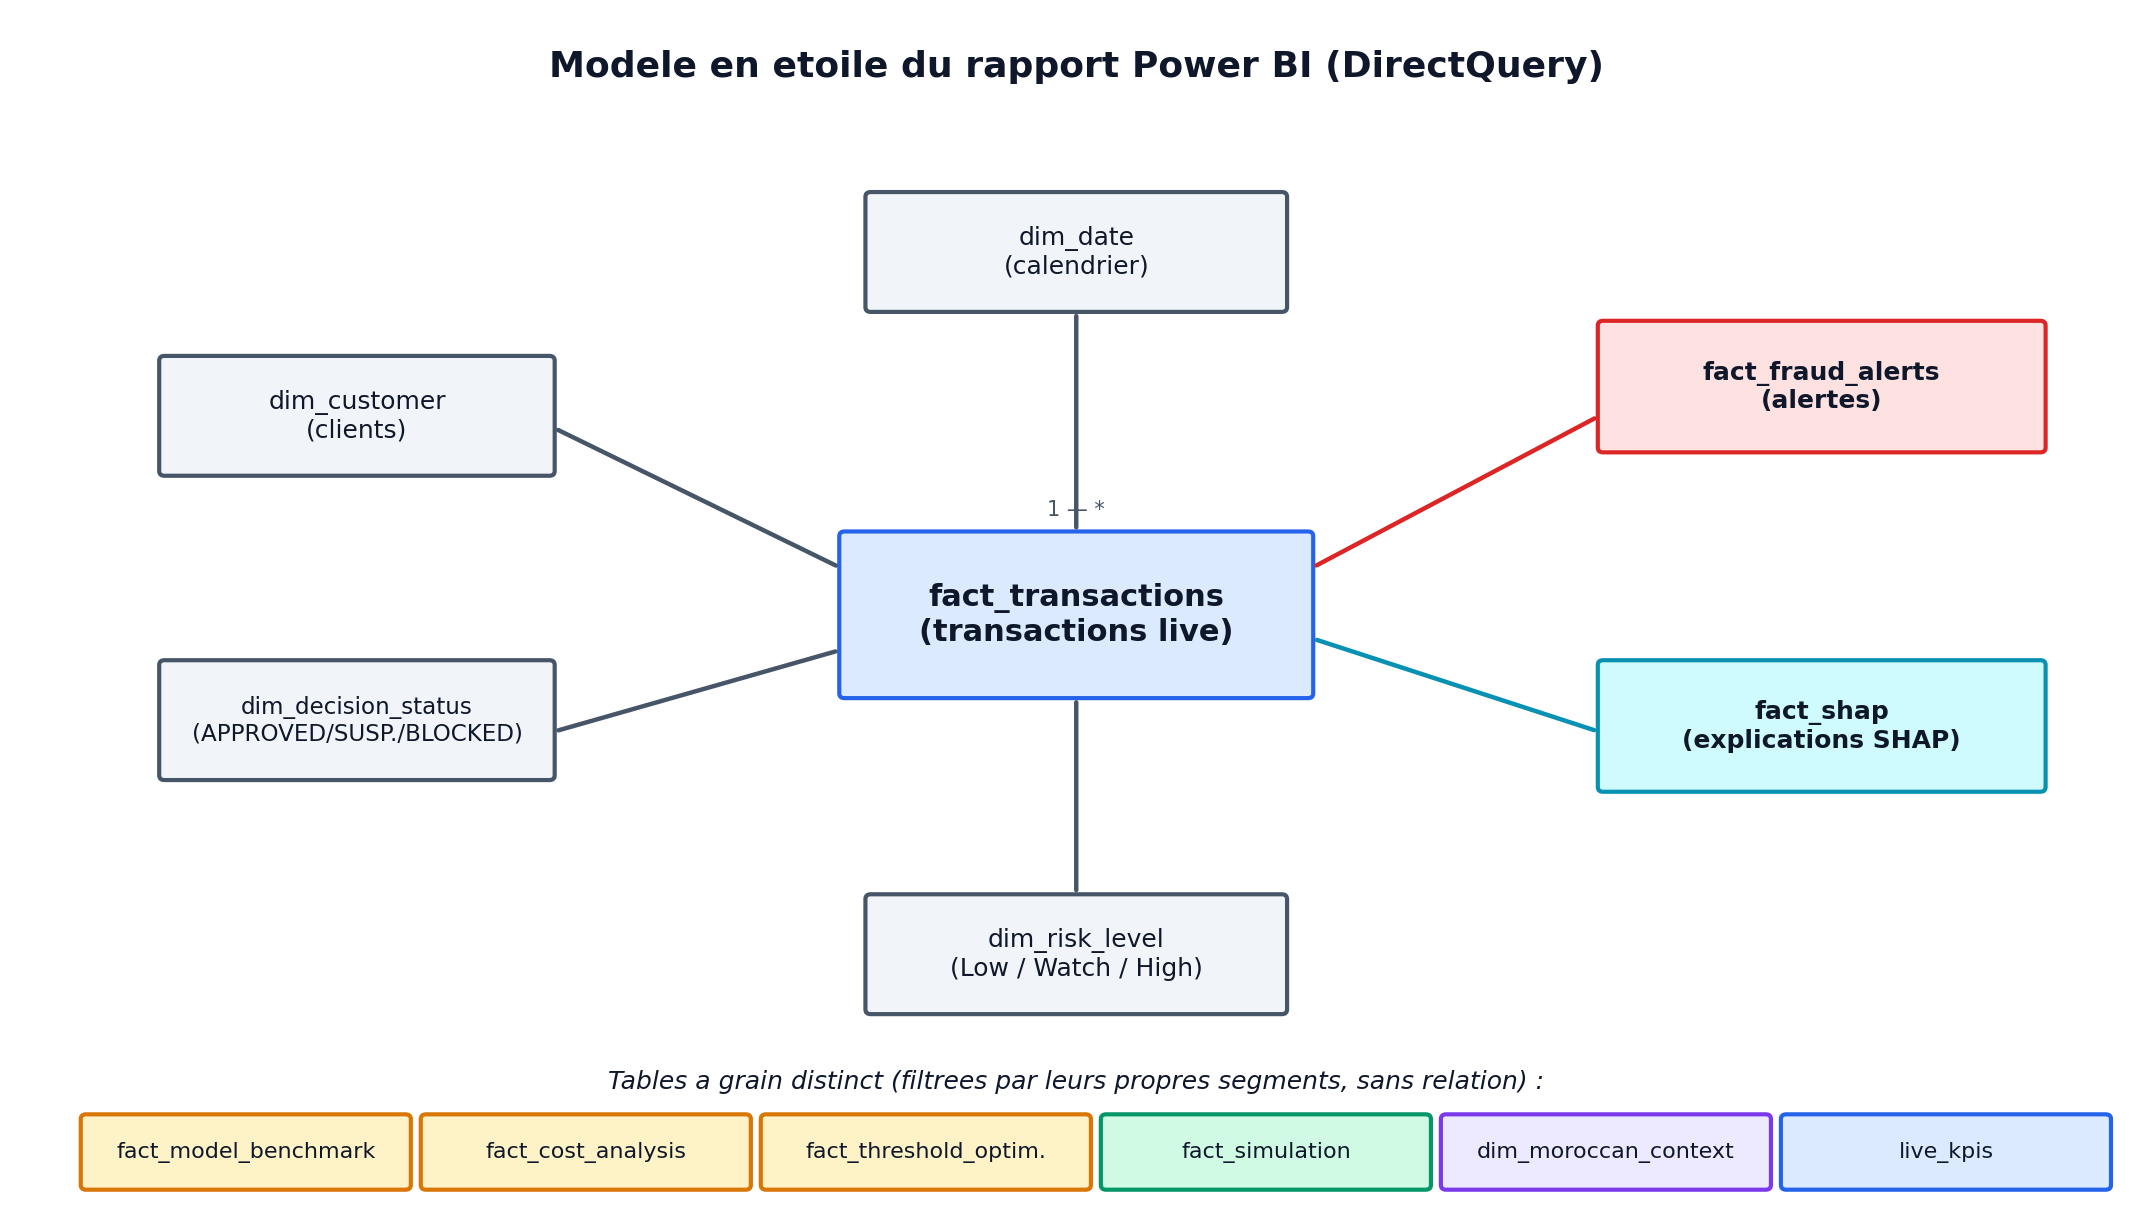 Modele en etoile du rapport Power BI (DirectQuery)
dim_date
(calendrier)
fact_fraud_alerts
(alertes)
dim_customer
(clients)
1 — *
fact_transactions
(transactions live)
dim_decision_status
(APPROVED/SUSP./BLOCKED)
fact_shap
(explications SHAP)
dim_risk_level
(Low / Watch / High)
Tables a grain distinct (filtrees par leurs propres segments, sans relation) :
fact_model_benchmark
fact_cost_analysis
fact_threshold_optim.
fact_simulation
dim_moroccan_context
live_kpis